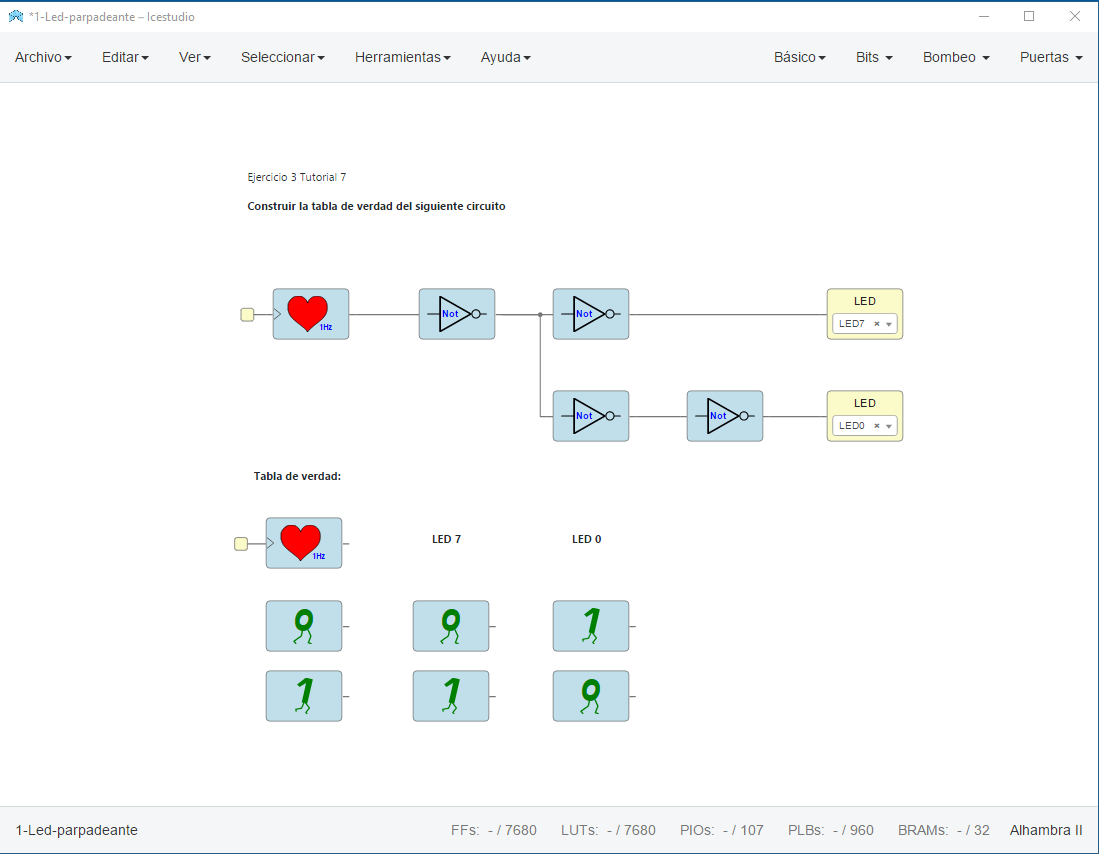 *1-Led-parpadeante – Icestudio
Archivo Editar Ver Seleccionar Herramientas Ayuda Básico Bits Bombeo Puertas
Ejercicio 3 Tutorial 7
Construir la tabla de verdad del siguiente circuito
1Hz Not Not LED LED7
Not Not LED LED0
Tabla de verdad:
1Hz LED 7 LED 0
0 0 1
1 1 0
1-Led-parpadeante FFs: - / 7680 LUTs: - / 7680 PIOs: - / 107 PLBs: - / 960 BRAMs: - / 32 Alhambra II